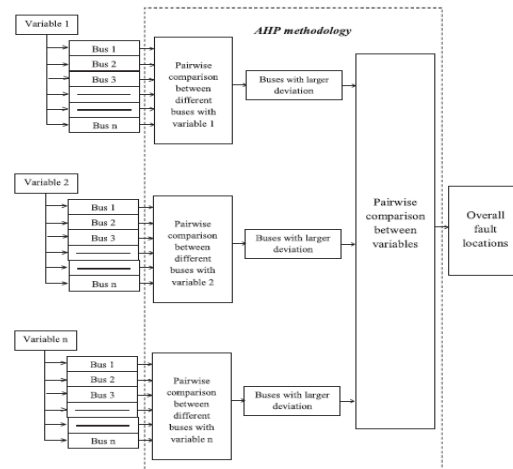 Variable 1
AHP methodology
Bus 1
Bus 2
Bus 3
Bus n
Pairwise
comparison
between
different
buses with
variable 1
Buses with larger
deviation
Variable 2
Bus 1
Bus 2
Bus 3
Bus n
Pairwise
comparison
between
different
buses with
variable 2
Buses with larger
deviation
Variable n
Bus 1
Bus 2
Bus 3
Bus n
Pairwise
comparison
between
different
buses with
variable n
Buses with larger
deviation
Pairwise
comparison
between
variables
Overall
fault
locations